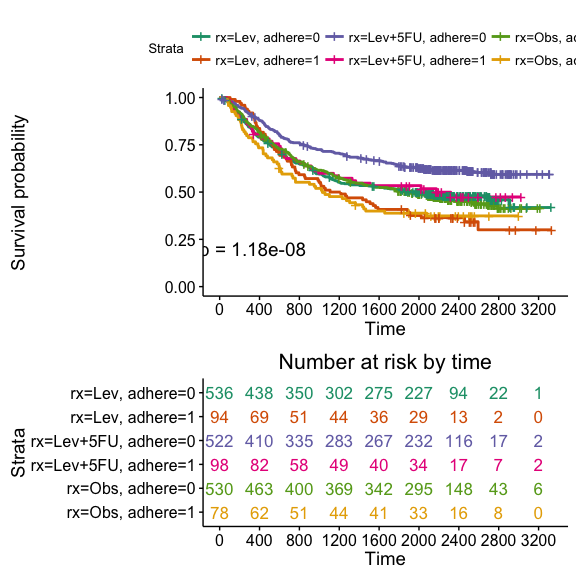 Strata
rx=Lev, adhere=0 rx=Lev+5FU, adhere=0 rx=Obs,
rx=Lev, adhere=1 rx=Lev+5FU, adhere=1 rx=Obs,
Survival probability
1.00
0.75
0.50
0.25
0.00
= 1.18e-08
0 400 800 1200 1600 2000 2400 2800 3200
Time
Number at risk by time
Strata
rx=Lev, adhere=0 536 438 350 302 275 227 94 22 1
rx=Lev, adhere=1 94 69 51 44 36 29 13 2 0
rx=Lev+5FU, adhere=0 522 410 335 283 267 232 116 17 2
rx=Lev+5FU, adhere=1 98 82 58 49 40 34 17 7 2
rx=Obs, adhere=0 530 463 400 369 342 295 148 43 6
rx=Obs, adhere=1 78 62 51 44 41 33 16 8 0
0 400 800 1200 1600 2000 2400 2800 3200
Time